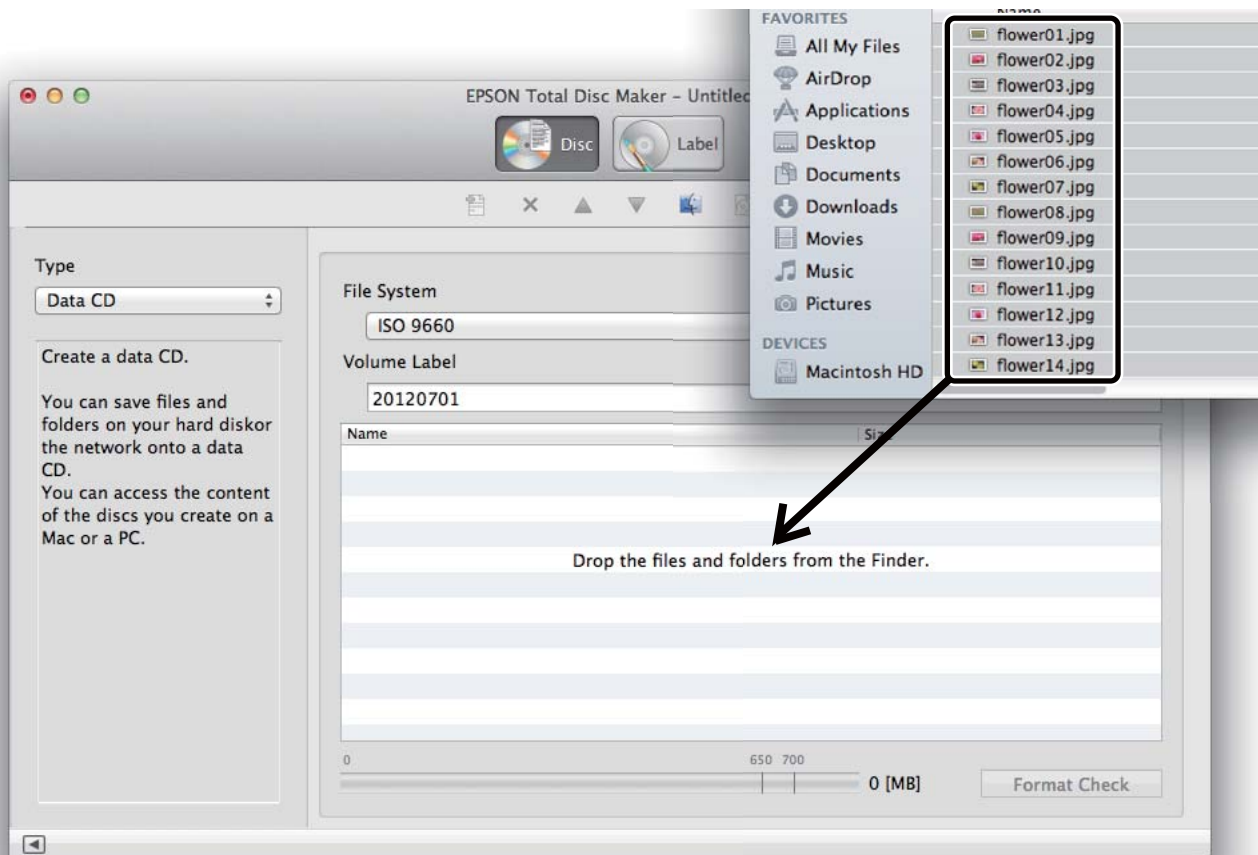 EPSON Total Disc Maker – Untitled
Disc
Label
Type
Data CD
Create a data CD.
You can save files and
folders on your hard diskor
the network onto a data
CD.
You can access the content
of the discs you create on a
Mac or a PC.
File System
ISO 9660
Volume Label
20120701
Name
Size
Drop the files and folders from the Finder.
0
650 700
0 [MB]
Format Check
FAVORITES
All My Files
AirDrop
Applications
Desktop
Documents
Downloads
Movies
Music
Pictures
DEVICES
Macintosh HD
Name
flower01.jpg
flower02.jpg
flower03.jpg
flower04.jpg
flower05.jpg
flower06.jpg
flower07.jpg
flower08.jpg
flower09.jpg
flower10.jpg
flower11.jpg
flower12.jpg
flower13.jpg
flower14.jpg